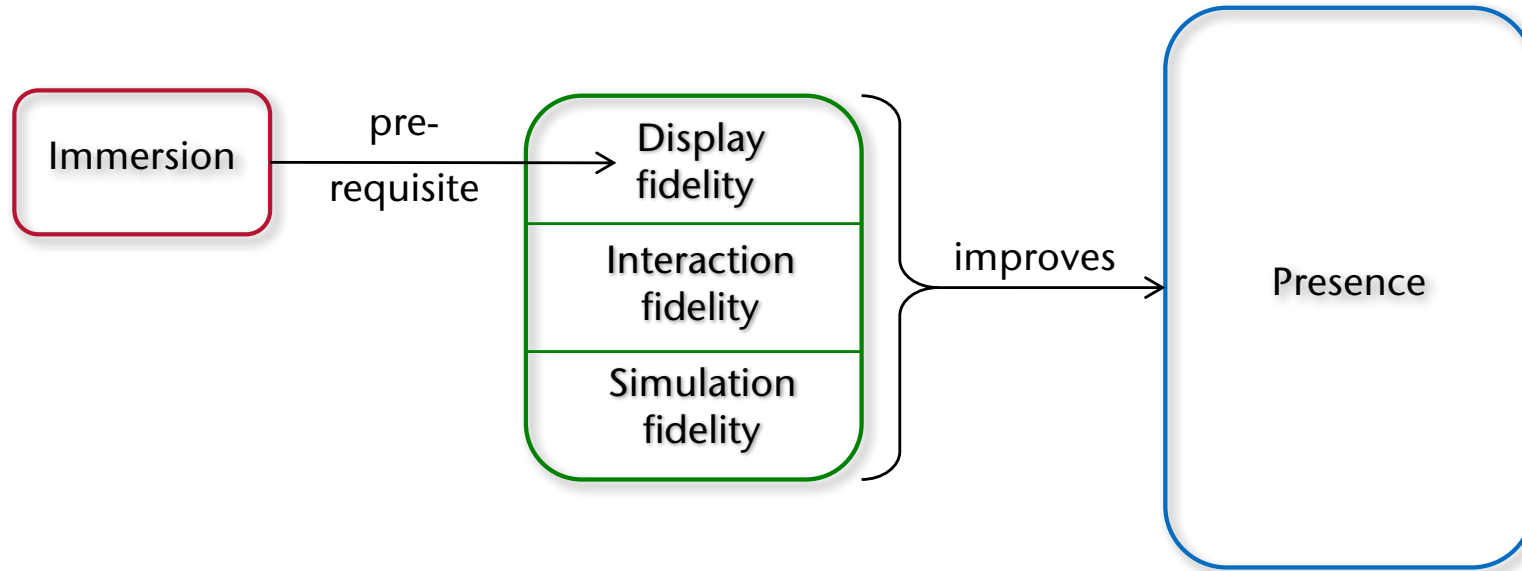 Immersion
pre-
requisite
Display
fidelity
Interaction
fidelity
Simulation
fidelity
improves
Presence